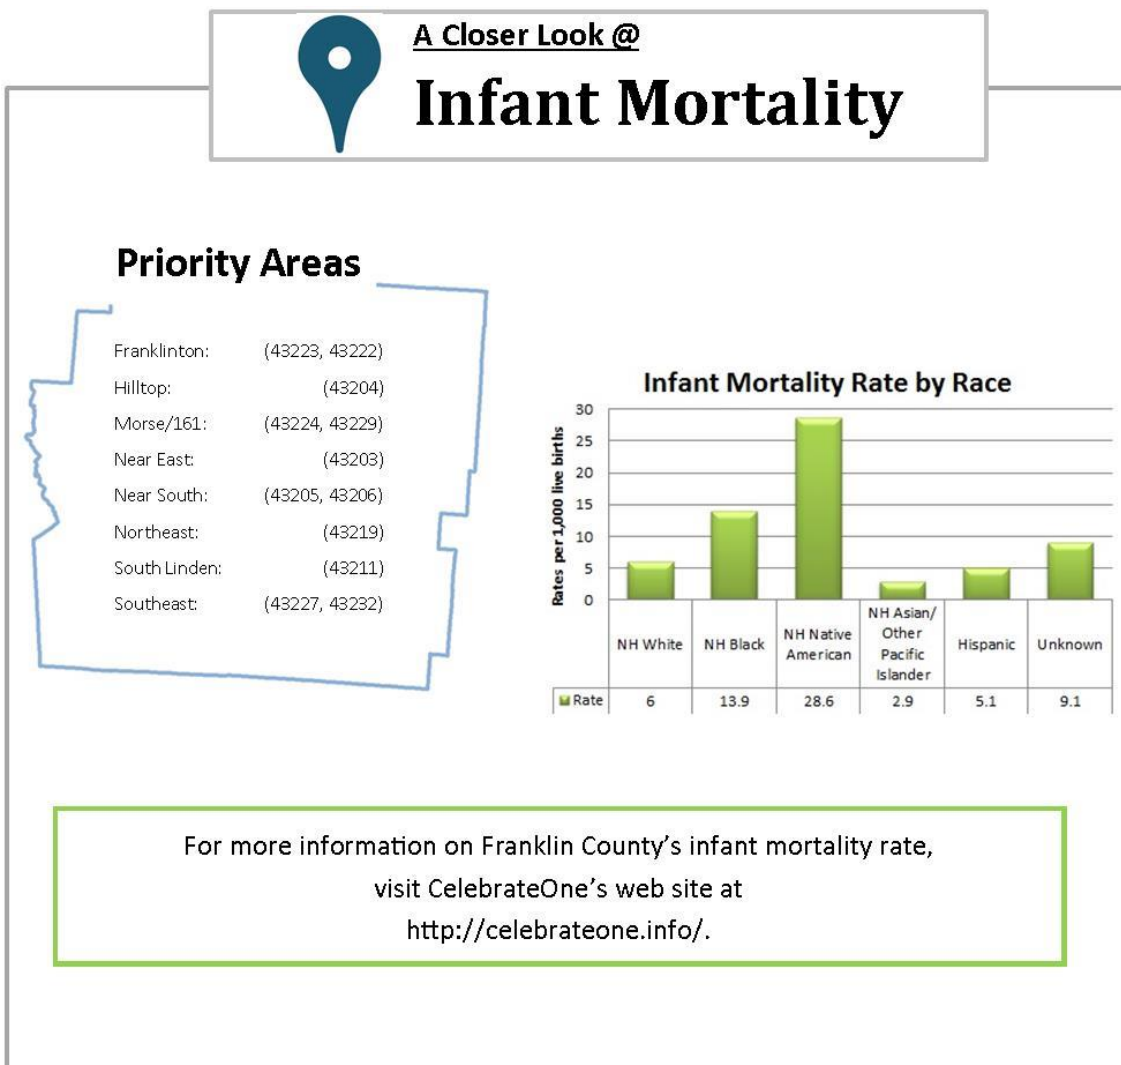 A Closer Look @
Infant Mortality
Priority Areas
Franklinton: (43223, 43222)
Hilltop: (43204)
Morse/161: (43224, 43229)
Near East: (43203)
Near South: (43205, 43206)
Northeast: (43219)
South Linden: (43211)
Southeast: (43227, 43232)
Infant Mortality Rate by Race
Rates per 1,000 live births
30
25
20
15
10
5
0
NH White
NH Black
NH Native
American
NH Asian/
Other
Pacific
Islander
Hispanic
Unknown
Rate 6 13.9 28.6 2.9 5.1 9.1
For more information on Franklin County's infant mortality rate,
visit CelebrateOne's web site at
http://celebrateone.info/.